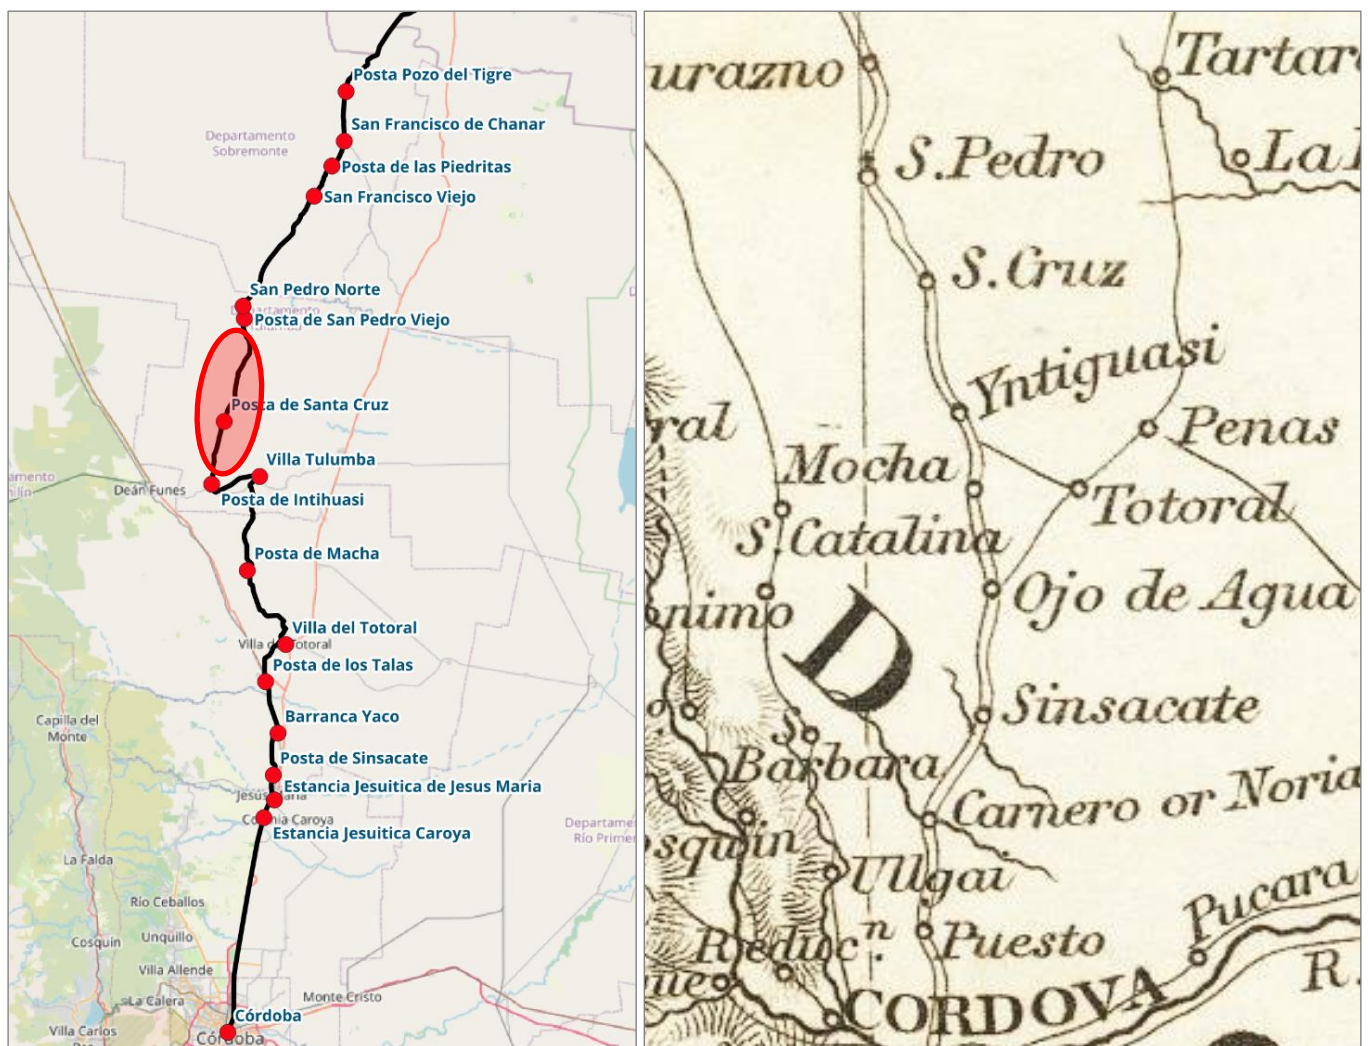 Posta Pozo del Tigre
San Francisco de Chanar
Departamento
Sobremonte
Posta de las Piedritas
San Francisco Viejo
San Pedro Norte
Posta de San Pedro Viejo
Posta de Santa Cruz
Villa Tulumba
Deán Funes
Posta de Intihuasi
Posta de Macha
Villa del Totoral
Posta de los Talas
Capilla del
Monte
Barranca Yaco
Posta de Sinsacate
Estancia Jesuitica de Jesus Maria
Estancia Jesuitica Caroya
La Falda
Río Ceballos
Cosquin
Unquillo
Villa Allende
La Calera
Monte Cristo
Córdoba
Villa Carlos
Córdoba
urazno
Tartar
S. Pedro
La
S. Cruz
Yntiguasi
ral
Penas
Mocha
Totoral
S. Catalina
nimo
Ojo de Agua
D
Sinsacate
S.
Barbara
Carnero or Noria
squin
Ulgai
Pucara
Reduc.n
Puesto
ue
CORDOVA
R.